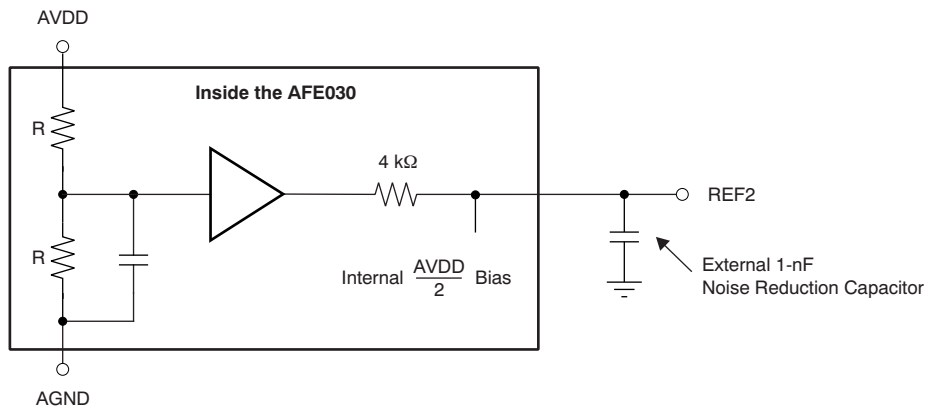 AVDD
Inside the AFE030
R
4 kΩ
REF2
R
Internal AVDD/2 Bias
External 1-nF
Noise Reduction Capacitor
AGND